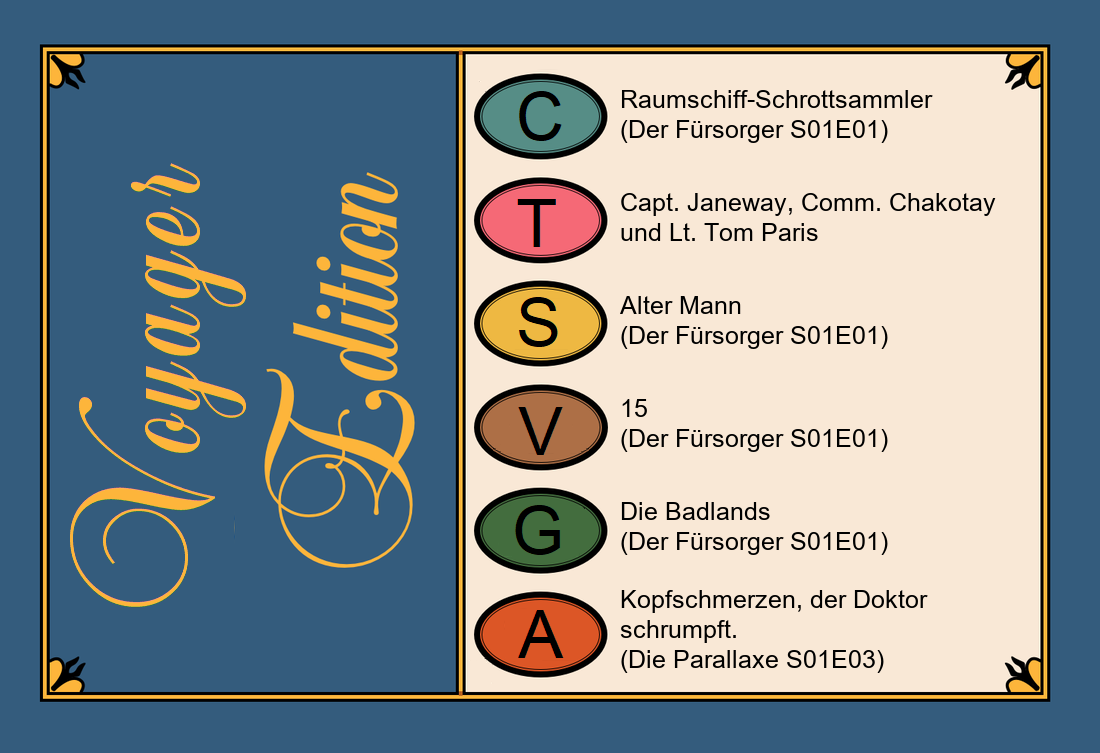 Voyager
Edition
C
Raumschiff-Schrottsammler
(Der Fürsorger S01E01)
T
Capt. Janeway, Comm. Chakotay
und Lt. Tom Paris
S
Alter Mann
(Der Fürsorger S01E01)
V
15
(Der Fürsorger S01E01)
G
Die Badlands
(Der Fürsorger S01E01)
A
Kopfschmerzen, der Doktor
schrumpft.
(Die Parallaxe S01E03)